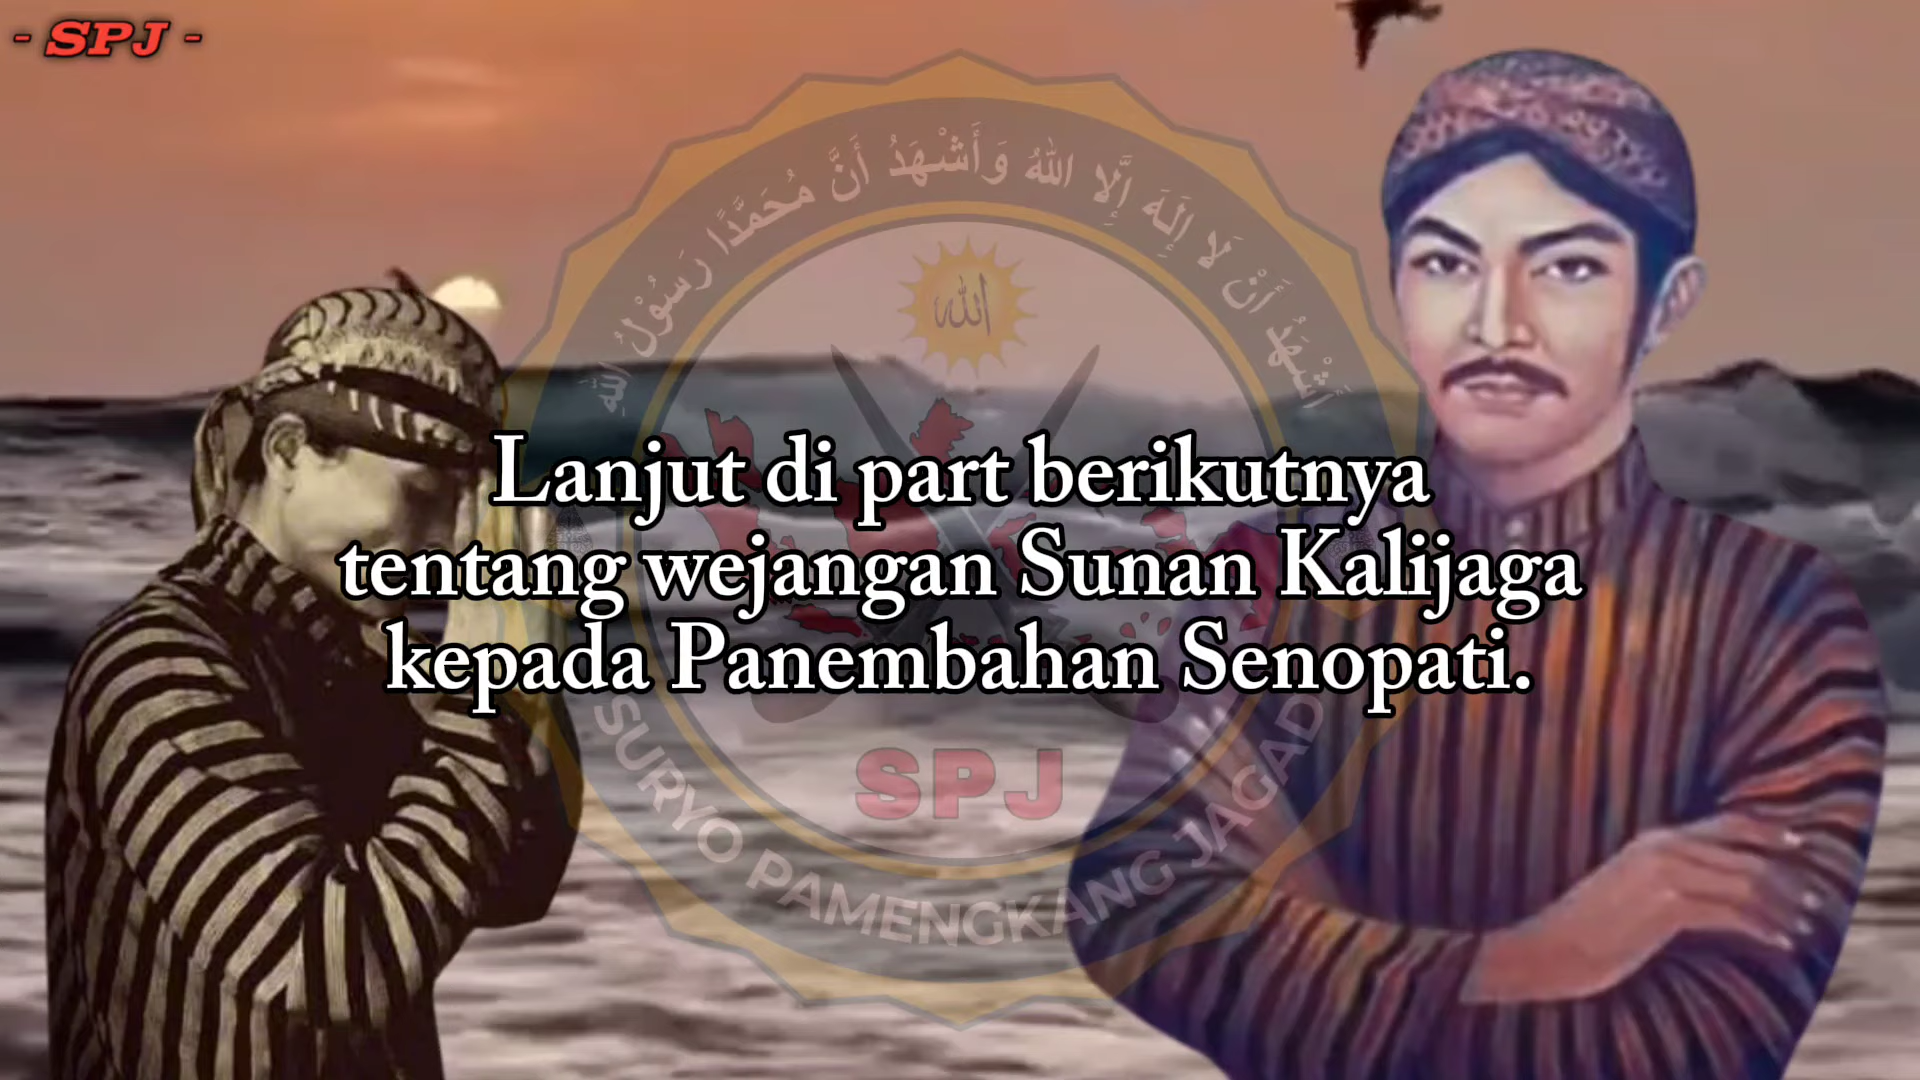 - SPJ -
أَشْهَدُ أَنْ لَا إِلَهَ إِلَّا اللهُ وَأَشْهَدُ أَنَّ مُحَمَّدًا رَسُوْلُ اللهِ
الله
Lanjut di part berikutnya
tentang wejangan Sunan Kalijaga
kepada Panembahan Senopati.
SPJ
SURYO PAMENGKANG JAGAD